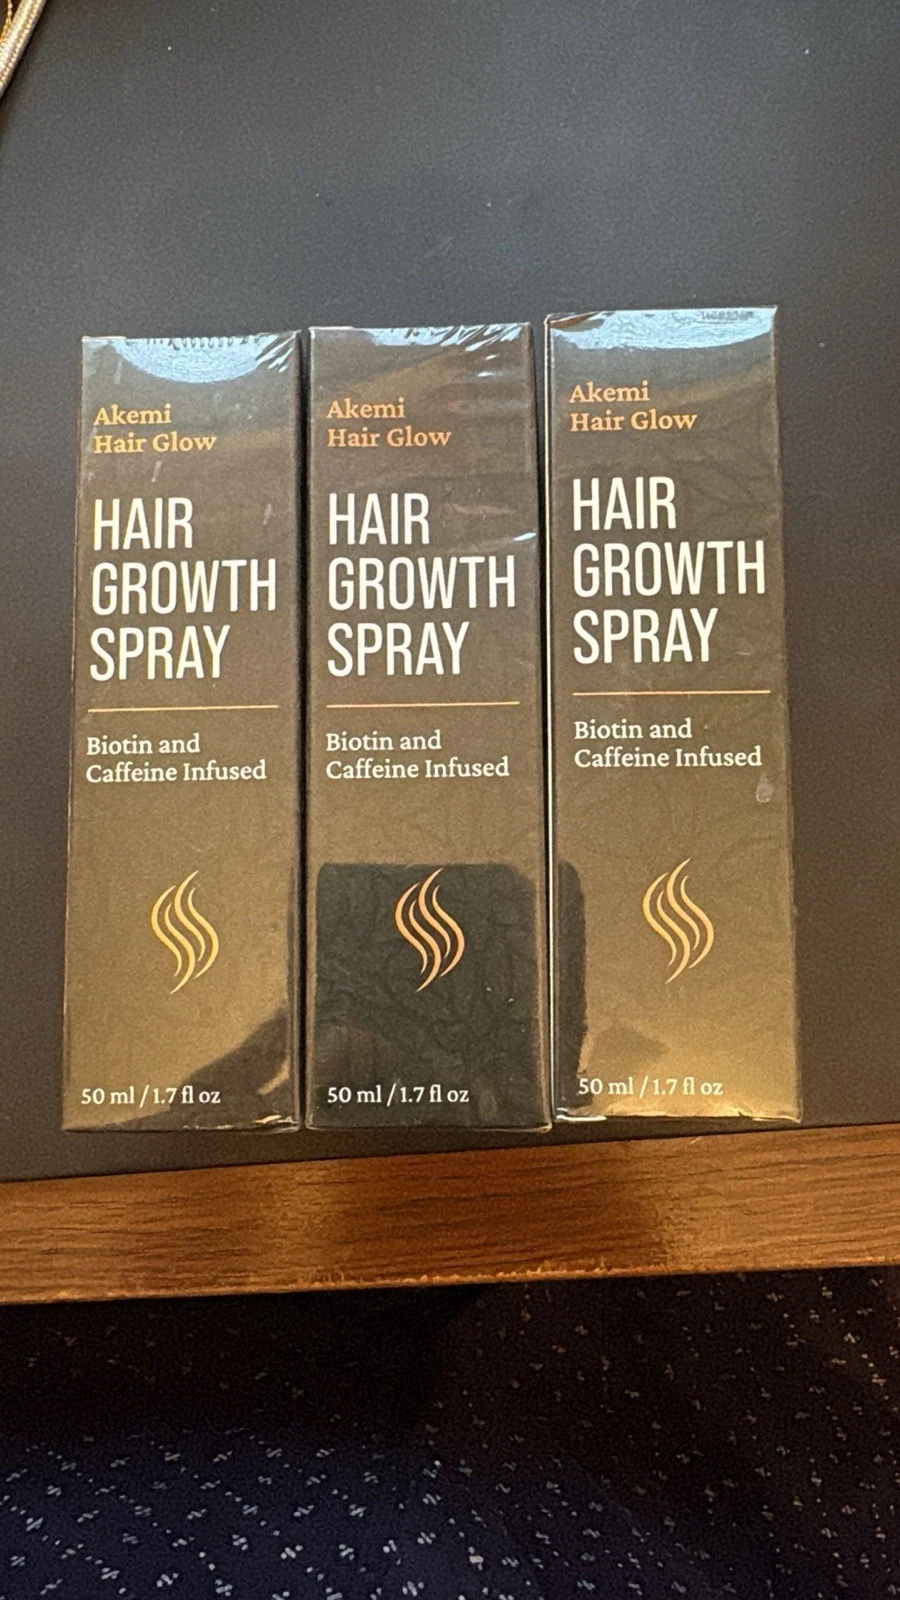 Akemi
Hair Glow
HAIR
GROWTH
SPRAY
Biotin and
Caffeine Infused
50 ml / 1.7 fl oz
Akemi
Hair Glow
HAIR
GROWTH
SPRAY
Biotin and
Caffeine Infused
50 ml / 1.7 fl oz
Akemi
Hair Glow
HAIR
GROWTH
SPRAY
Biotin and
Caffeine Infused
50 ml / 1.7 fl oz